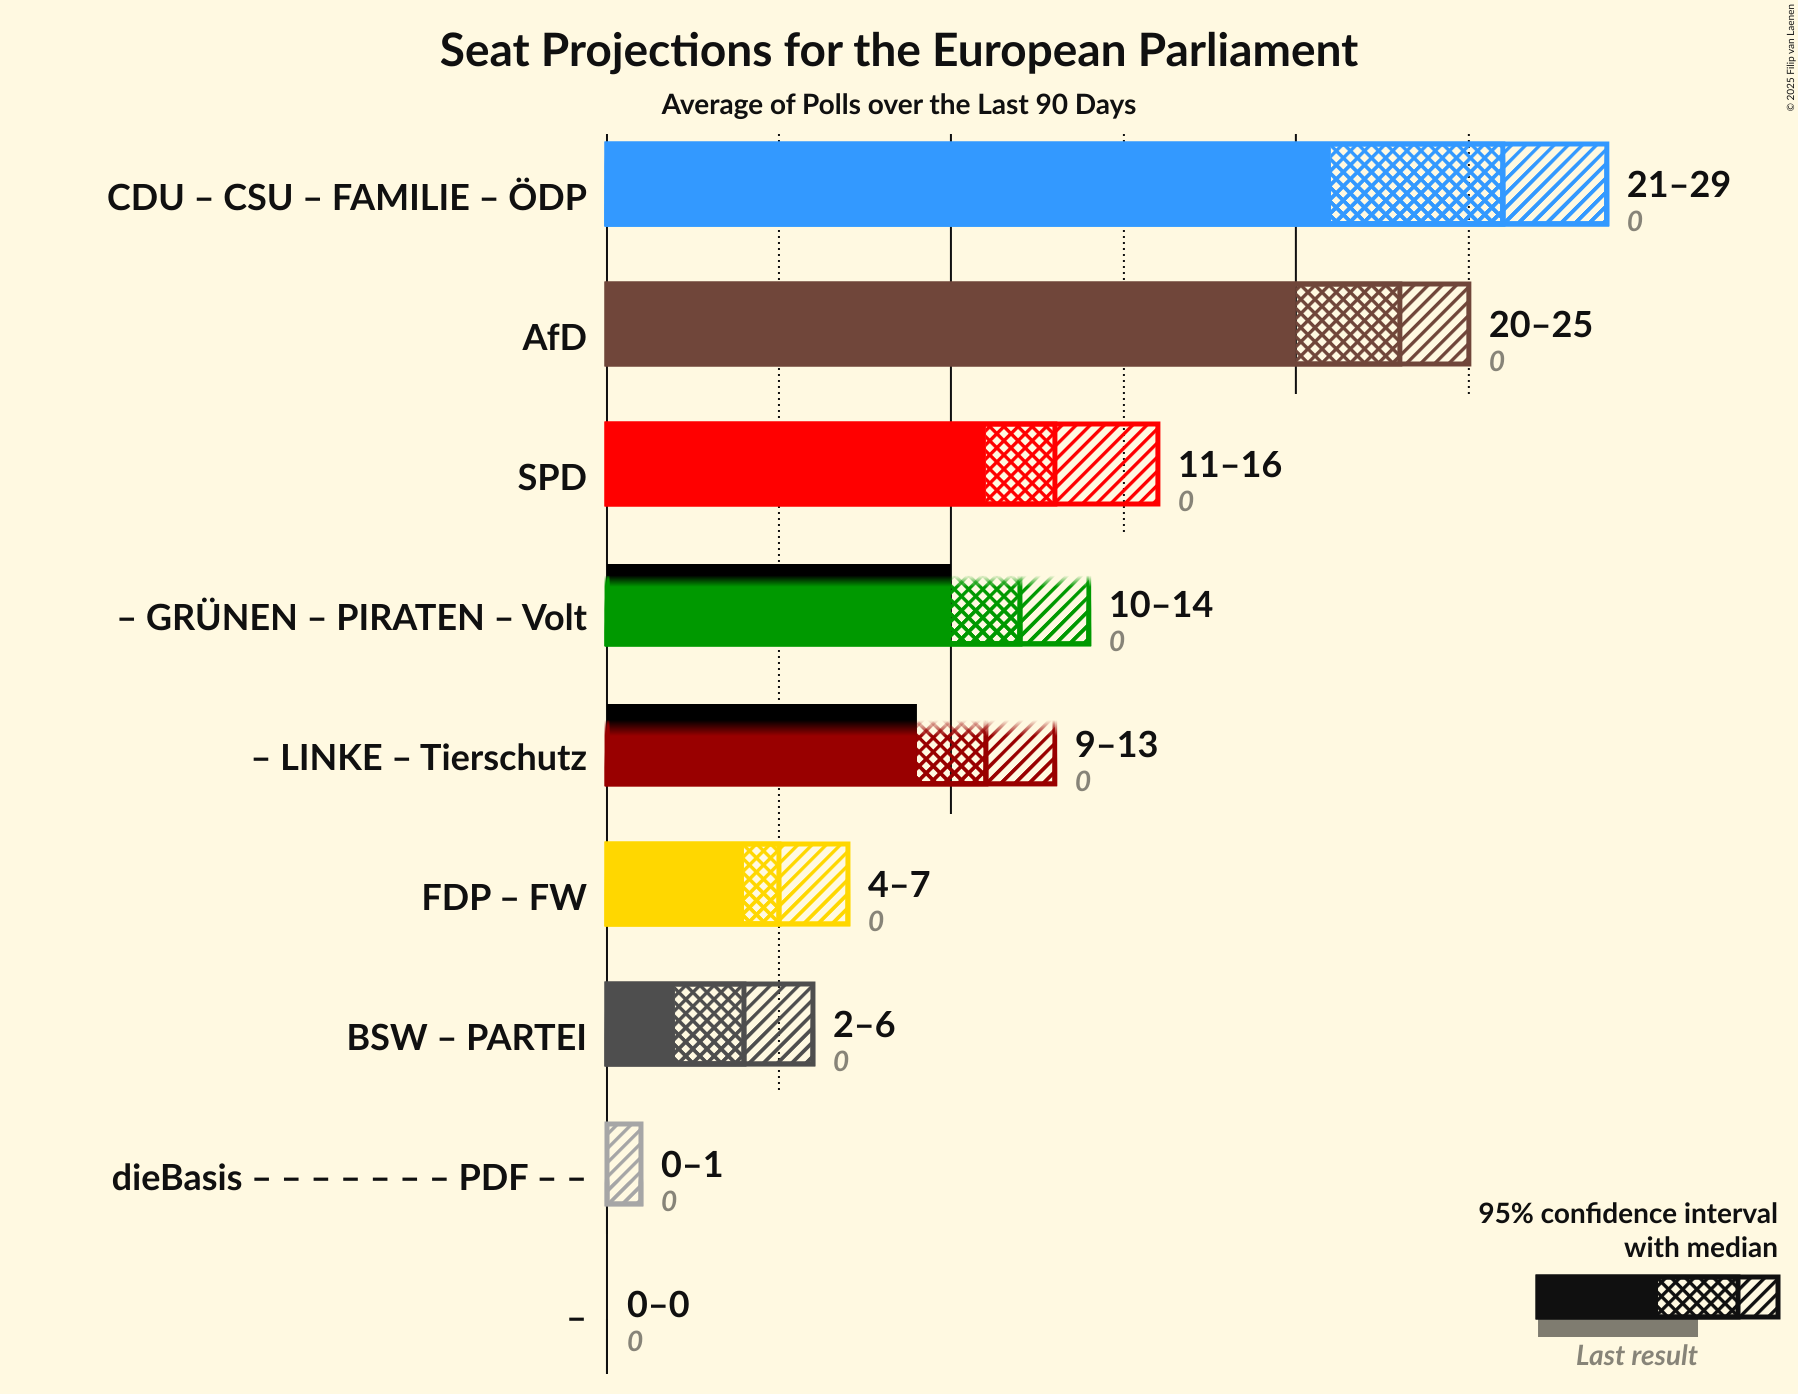 Seat Projections for the European Parliament
Average of Polls over the Last 90 Days
© 2025 Filip van Laenen
CDU – CSU – FAMILIE – ÖDP
21–29
0
AfD
20–25
0
SPD
11–16
0
– GRÜNEN – PIRATEN – Volt
10–14
0
– LINKE – Tierschutz
9–13
0
FDP – FW
4–7
0
BSW – PARTEI
2–6
0
dieBasis – – – – – – – PDF – –
0–1
0
–
0–0
0
95% confidence interval
with median
Last result